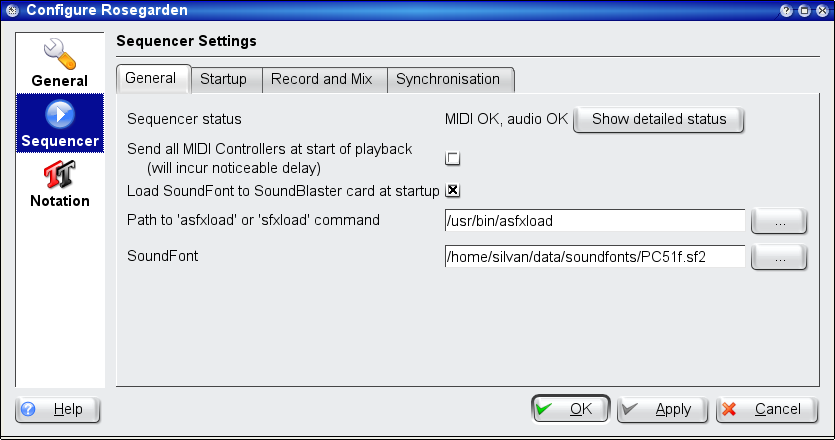 Configure Rosegarden
General
Sequencer
Notation
Sequencer Settings
General Startup Record and Mix Synchronisation
Sequencer status MIDI OK, audio OK Show detailed status
Send all MIDI Controllers at start of playback
(will incur noticeable delay)
Load SoundFont to SoundBlaster card at startup
Path to 'asfxload' or 'sfxload' command /usr/bin/asfxload ...
SoundFont /home/silvan/data/soundfonts/PC51f.sf2 ...
Help OK Apply Cancel